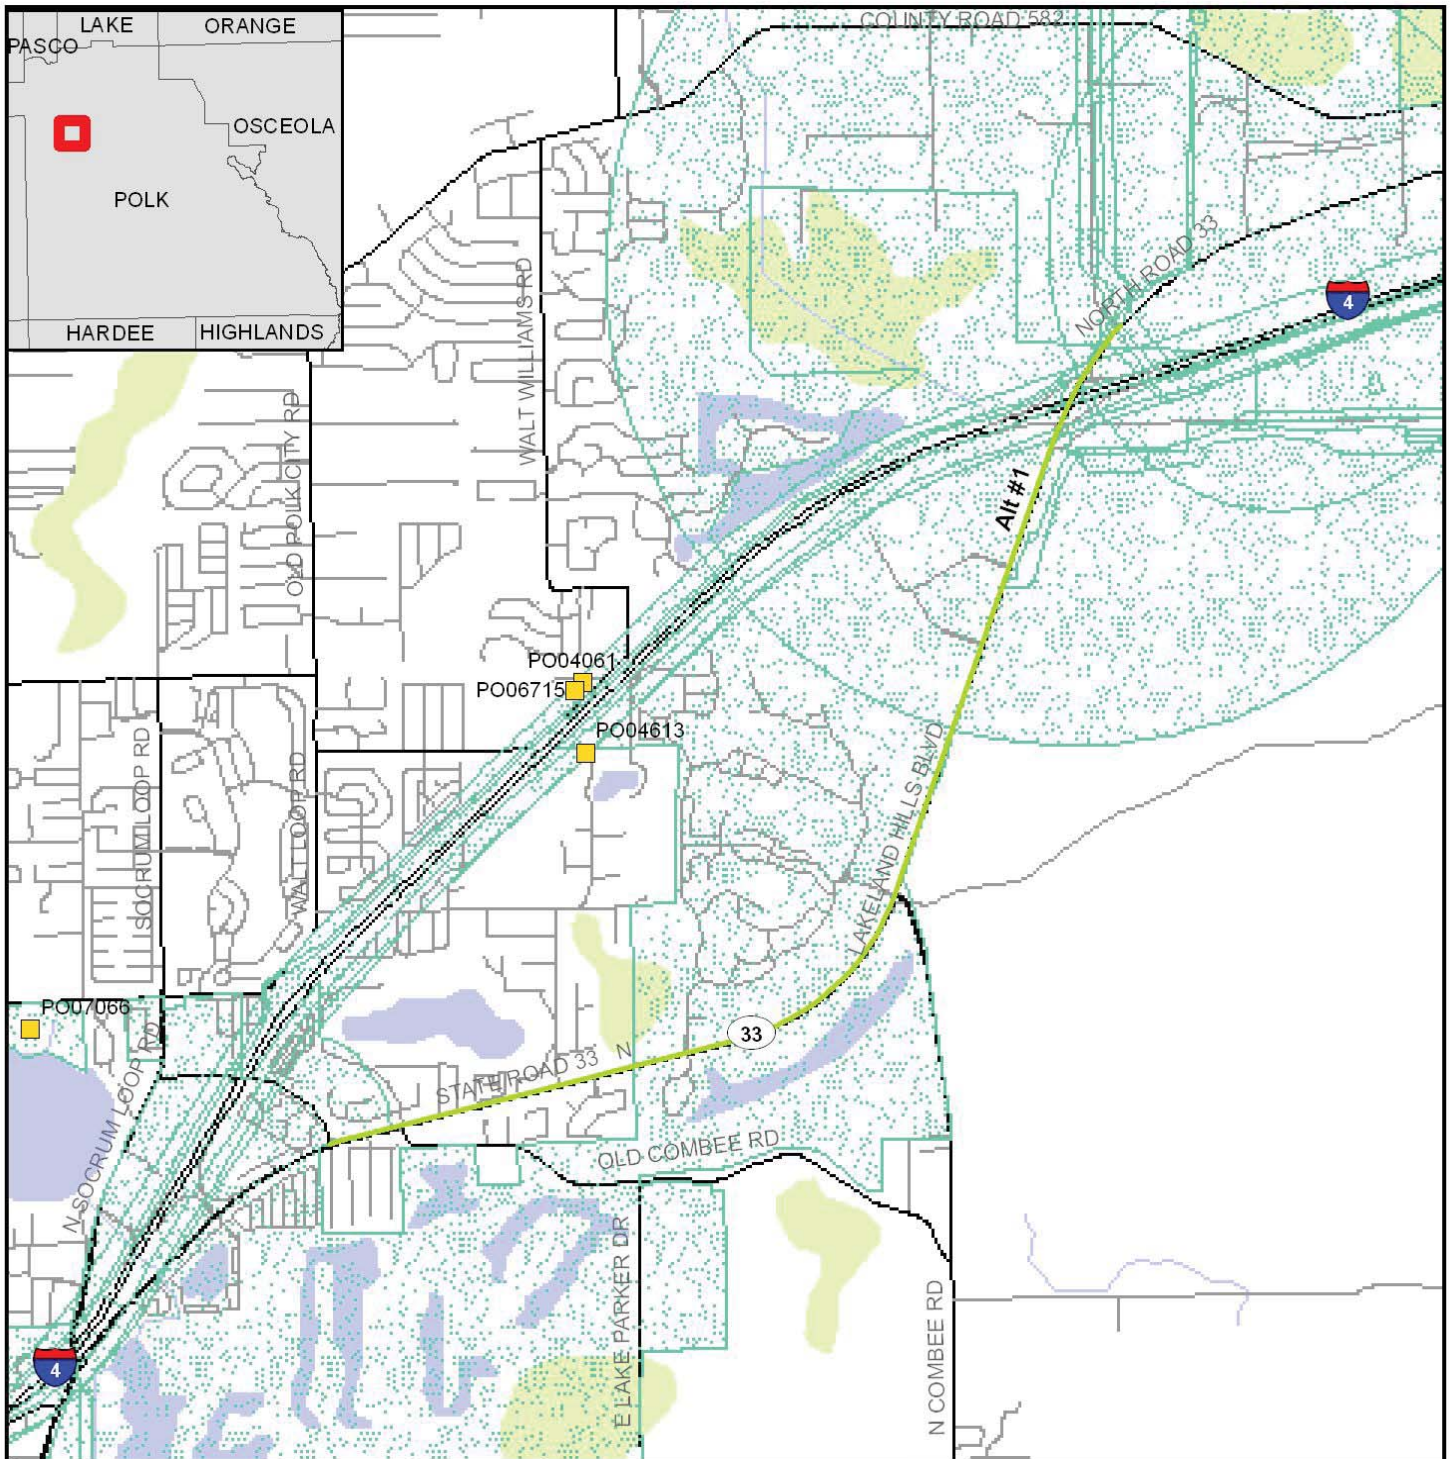 LAKE
ORANGE
PASCO
OSCEOLA
POLK
HARDEE
HIGHLANDS
COUNTY ROAD 582
NORTH ROAD 33
4
WALT WILLIAMS RD
OLD POLK CITY RD
Alt #1
PO04061
PO06715
PO04613
SOCRUM LOOP RD
WALT LOOP RD
LAKELAND HILLS BLVD
PO07066
33
STATE ROAD 33 N
N SOCRUM LOOP RD
OLD COMBEE RD
E LAKE PARKER DR
N COMBEE RD
4